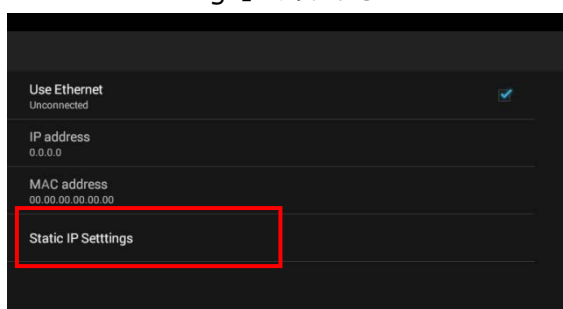 Use Ethernet
Unconnected
IP address
0.0.0.0
MAC address
00.00.00.00.00.00
Static IP Setttings